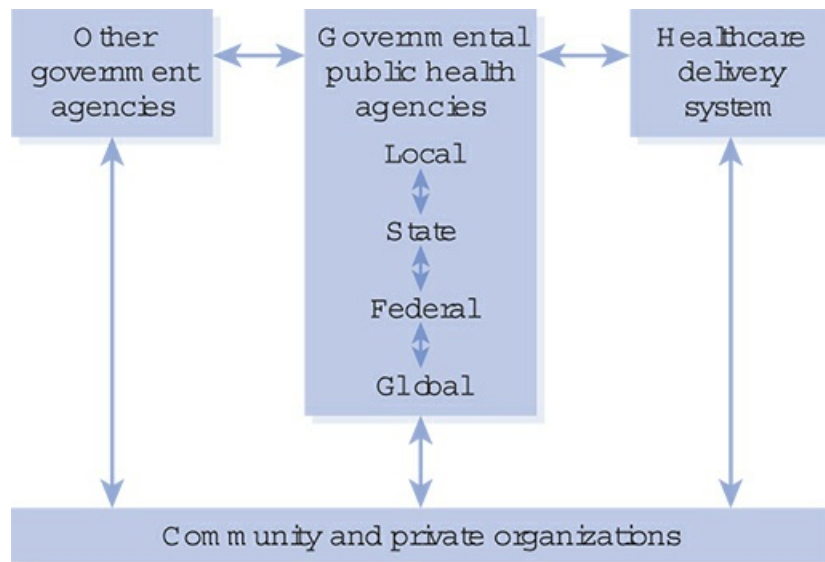 Other
government
agencies
Governmental
public health
agencies
Local
State
Federal
Global
Healthcare
delivery
system
Community and private organizations